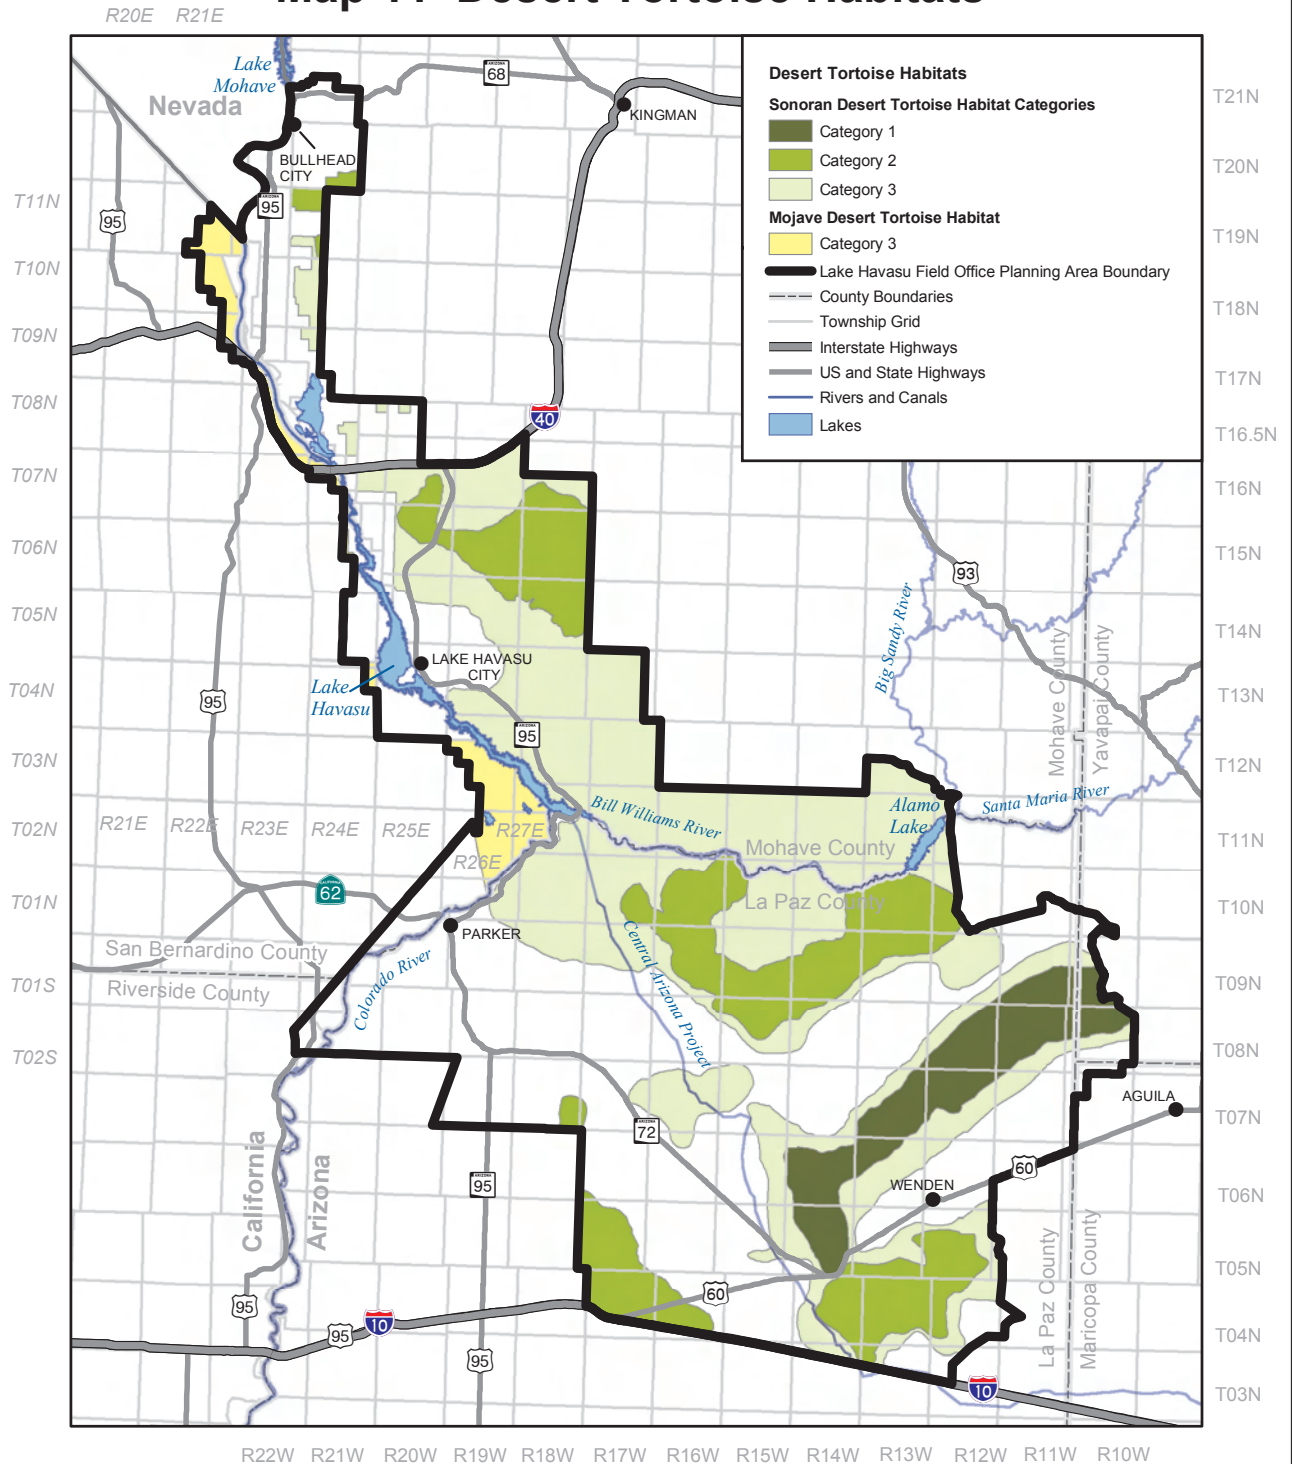 Desert Tortoise Habitats
R20E R21E
Lake
Mohave
Nevada
ARIZONA
68
KINGMAN
BULLHEAD
CITY
ARIZONA
95
95
Desert Tortoise Habitats
Sonoran Desert Tortoise Habitat Categories
Category 1
Category 2
Category 3
Mojave Desert Tortoise Habitat
Category 3
Lake Havasu Field Office Planning Area Boundary
County Boundaries
Township Grid
Interstate Highways
US and State Highways
Rivers and Canals
Lakes
T11N
T10N
T09N
T08N
T07N
T06N
T05N
T04N
T03N
T02N
T01N
T01S
T02S
T21N
T20N
T19N
T18N
T17N
T16.5N
T16N
T15N
T14N
T13N
T12N
T11N
T10N
T09N
T08N
T07N
T06N
T05N
T04N
T03N
40
93
Big Sandy River
Mohave County
Yavapai County
LAKE HAVASU
CITY
Lake
Havasu
95
ARIZONA
95
Bill Williams River
Alamo
Lake
Santa Maria River
R21E R22E R23E R24E R25E R27E
R26E
Mohave County
La Paz County
CALIFORNIA
62
PARKER
San Bernardino County
Riverside County
Colorado River
Central Arizona Project
AGUILA
ARIZONA
72
California
Arizona
ARIZONA
95
WENDEN
60
60
La Paz County
Maricopa County
95
10
95
95
10
R22W R21W R20W R19W R18W R17W R16W R15W R14W R13W R12W R11W R10W